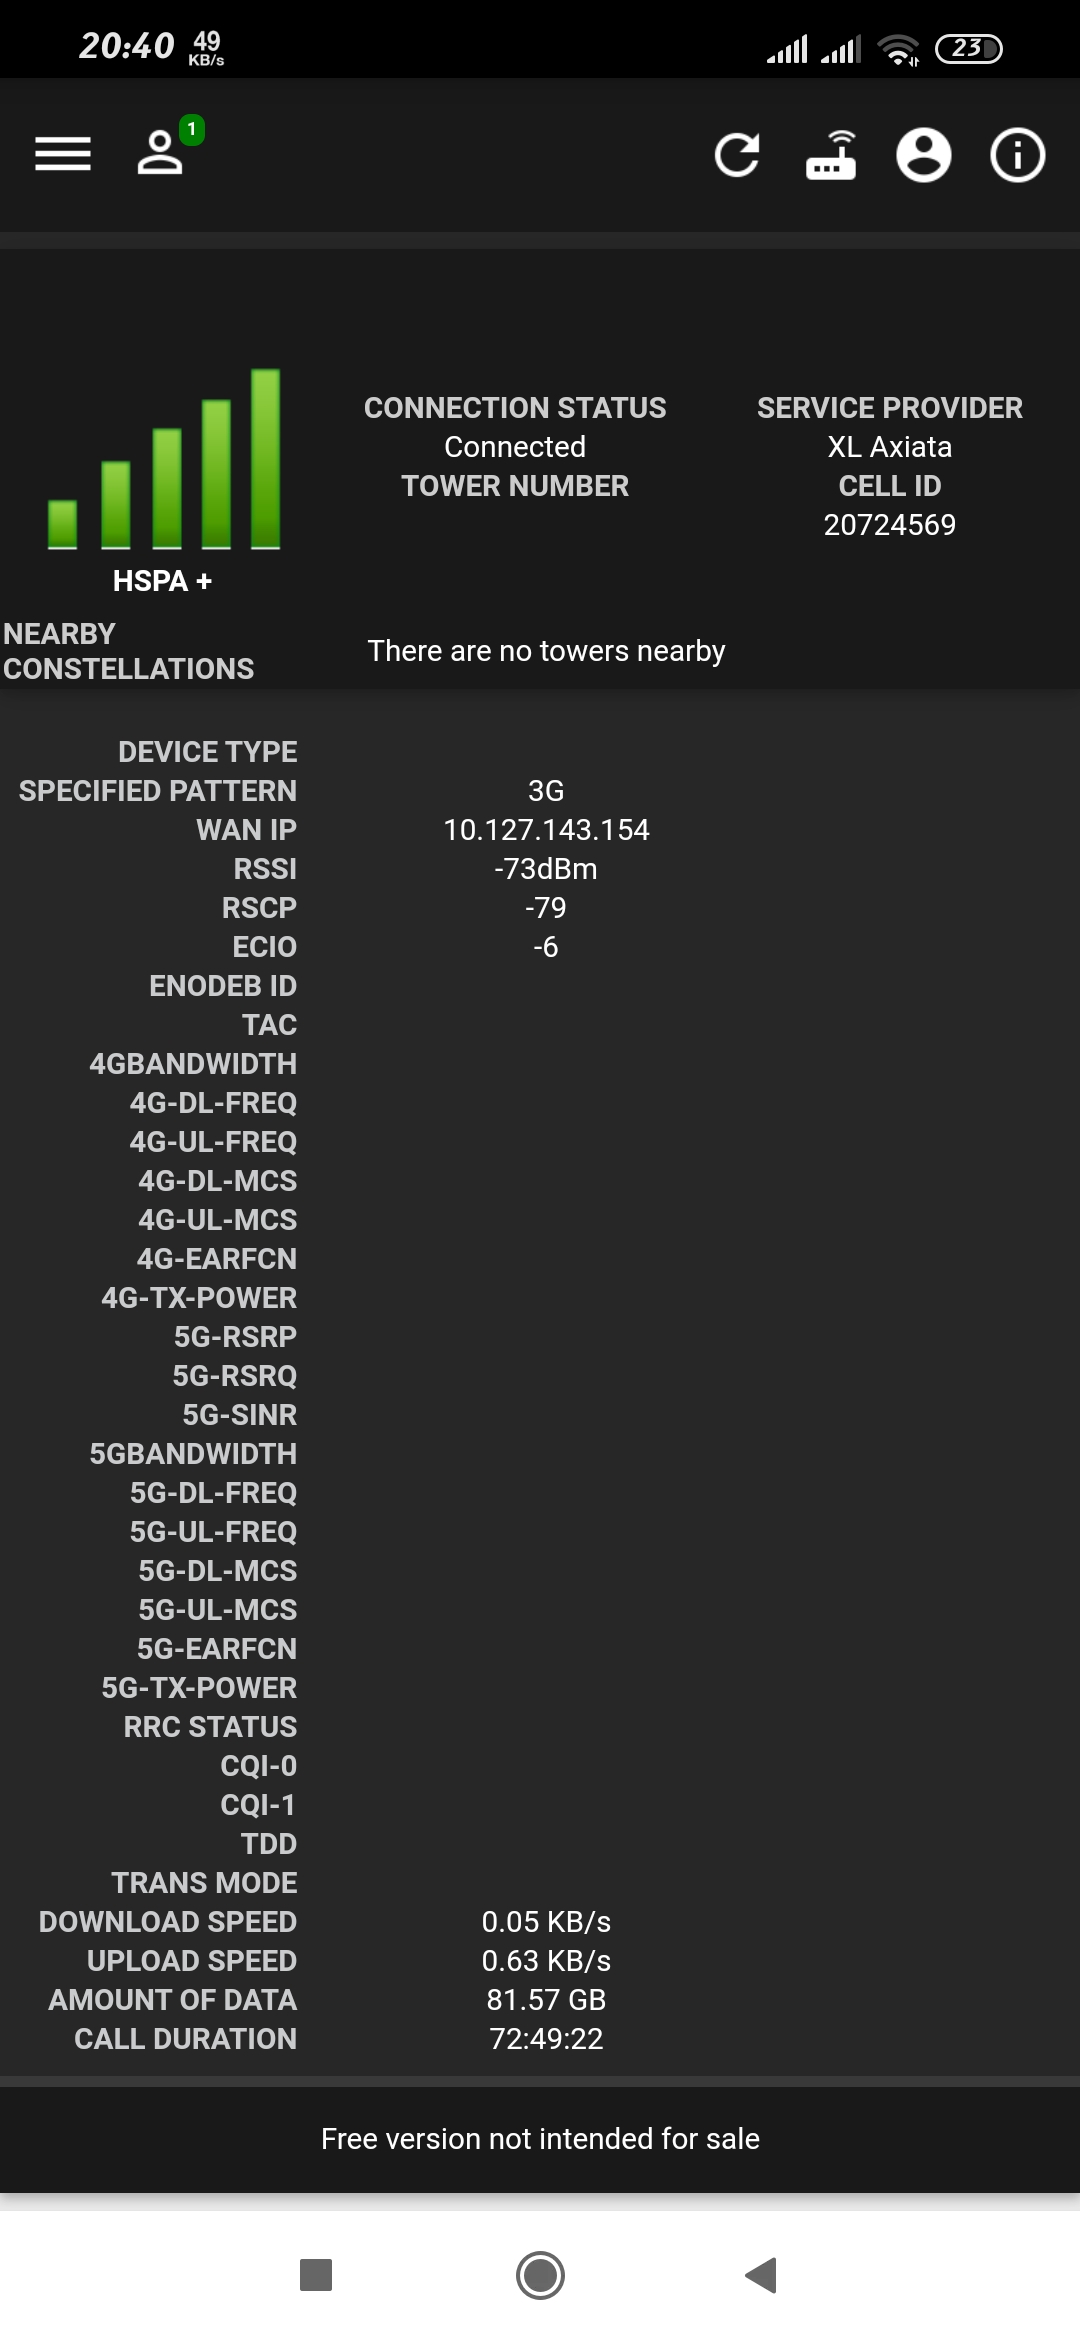 20:40 49 KB/s 23
1
CONNECTION STATUS
Connected
TOWER NUMBER
SERVICE PROVIDER
XL Axiata
CELL ID
20724569
HSPA +
NEARBY
CONSTELLATIONS
There are no towers nearby
DEVICE TYPE
SPECIFIED PATTERN 3G
WAN IP 10.127.143.154
RSSI -73dBm
RSCP -79
ECIO -6
ENODEB ID
TAC
4GBANDWIDTH
4G-DL-FREQ
4G-UL-FREQ
4G-DL-MCS
4G-UL-MCS
4G-EARFCN
4G-TX-POWER
5G-RSRP
5G-RSRQ
5G-SINR
5GBANDWIDTH
5G-DL-FREQ
5G-UL-FREQ
5G-DL-MCS
5G-UL-MCS
5G-EARFCN
5G-TX-POWER
RRC STATUS
CQI-0
CQI-1
TDD
TRANS MODE
DOWNLOAD SPEED 0.05 KB/s
UPLOAD SPEED 0.63 KB/s
AMOUNT OF DATA 81.57 GB
CALL DURATION 72:49:22
Free version not intended for sale